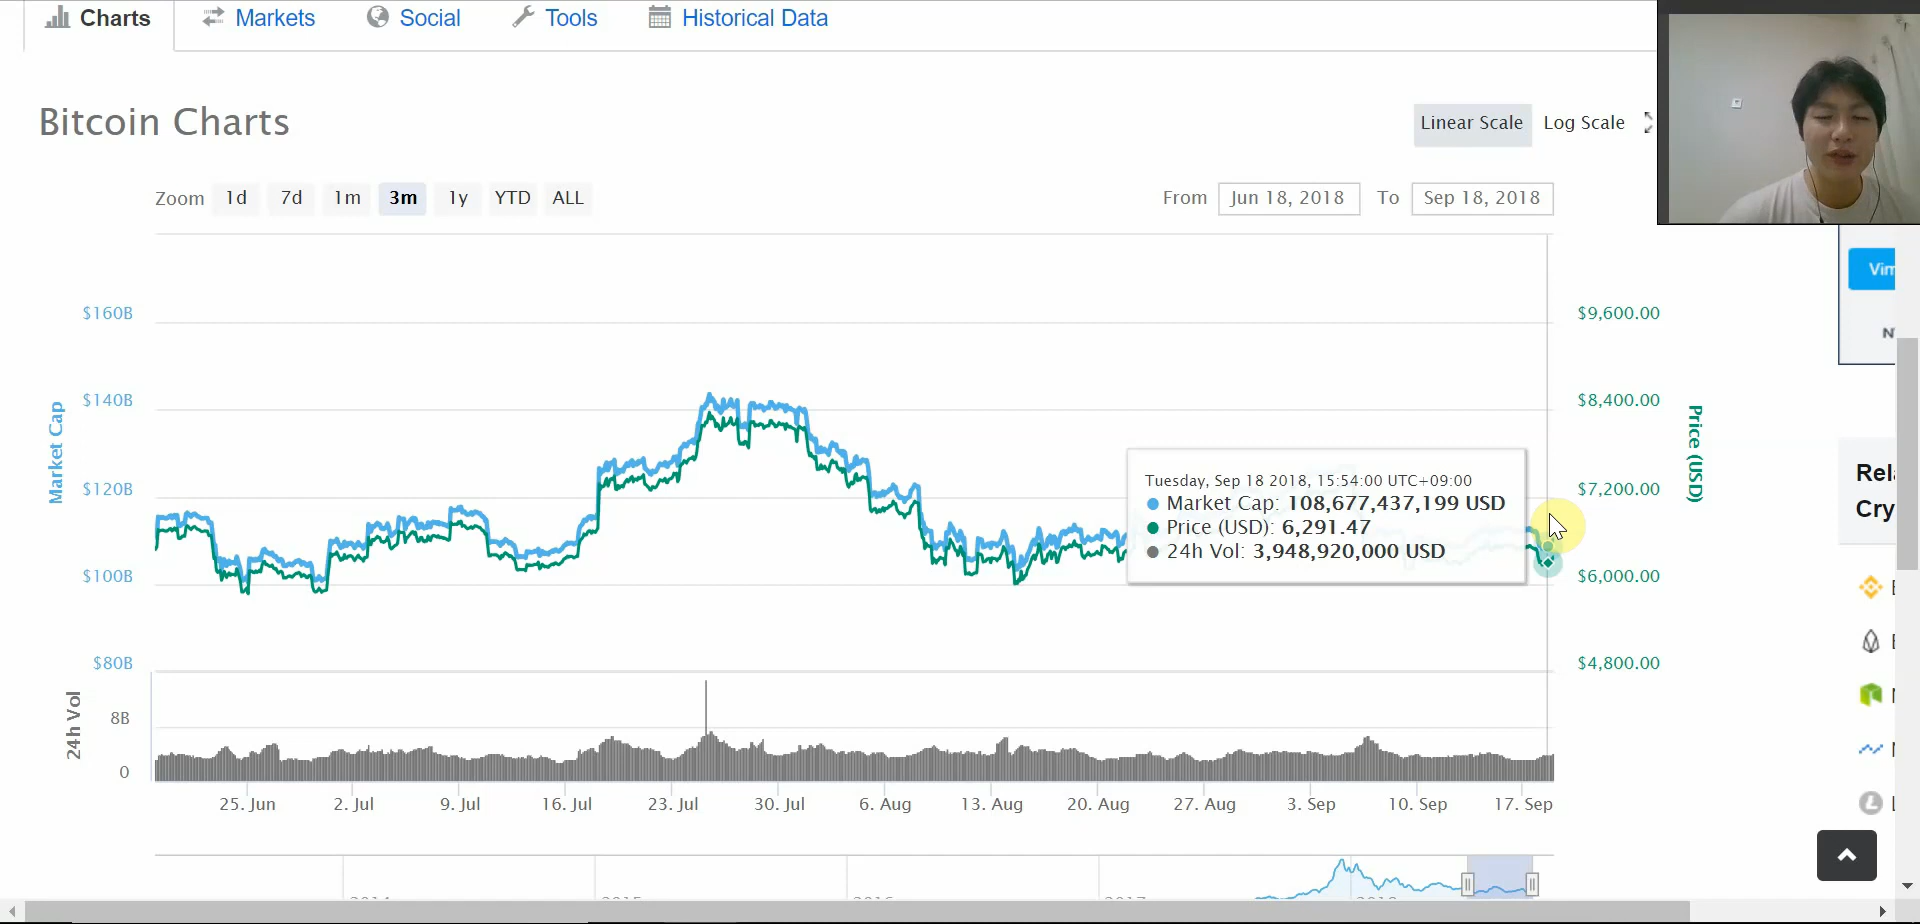 Charts Markets Social Tools Historical Data
Bitcoin Charts
Linear Scale Log Scale
Zoom 1d 7d 1m 3m 1y YTD ALL
From Jun 18, 2018 To Sep 18, 2018
Vim
$160B
$140B
$120B
$100B
$80B
Market Cap
$9,600.00
$8,400.00
$7,200.00
$6,000.00
$4,800.00
Price (USD)
Tuesday, Sep 18 2018, 15:54:00 UTC+09:00
Market Cap: 108,677,437,199 USD
Price (USD): 6,291.47
24h Vol: 3,948,920,000 USD
Rel
Cry
24h Vol
8B
0
25. Jun 2. Jul 9. Jul 16. Jul 23. Jul 30. Jul 6. Aug 13. Aug 20. Aug 27. Aug 3. Sep 10. Sep 17. Sep